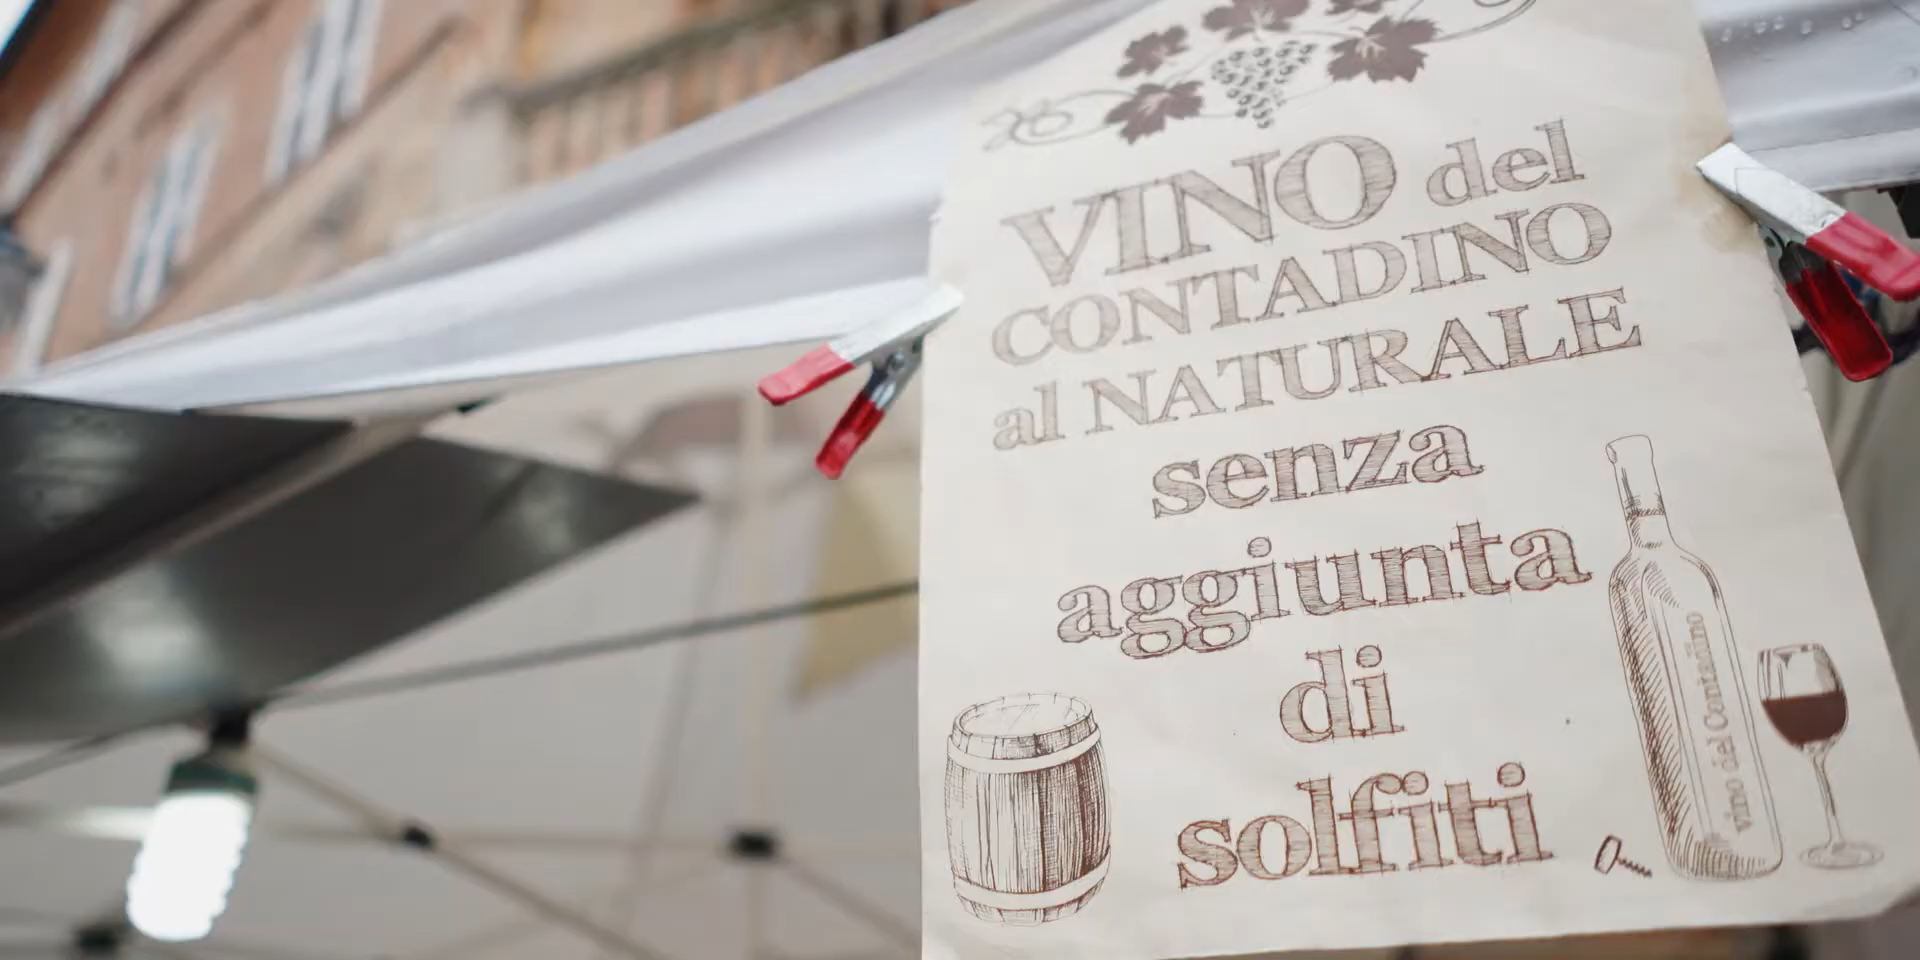 VINO del
CONTADINO
al NATURALE
senza
aggiunta
di
solfiti
vino del Contadino